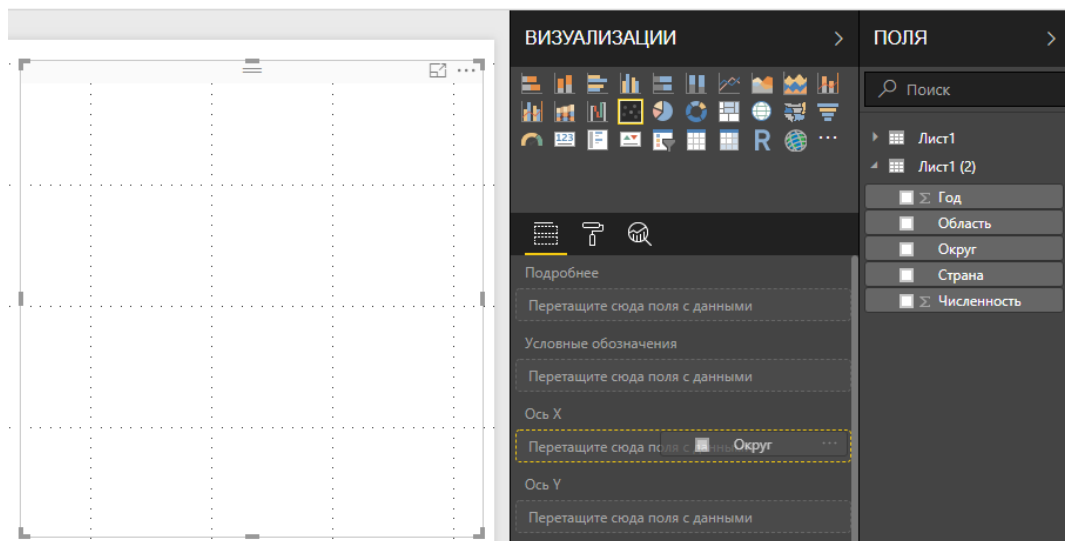 ВИЗУАЛИЗАЦИИ
123
R
Подробнее
Перетащите сюда поля с данными
Условные обозначения
Перетащите сюда поля с данными
Ось X
Перетащите сюда поля с данными
Округ
Ось Y
Перетащите сюда поля с данными
ПОЛЯ
Поиск
Лист1
Лист1 (2)
Σ Год
Область
Округ
Страна
Σ Численность